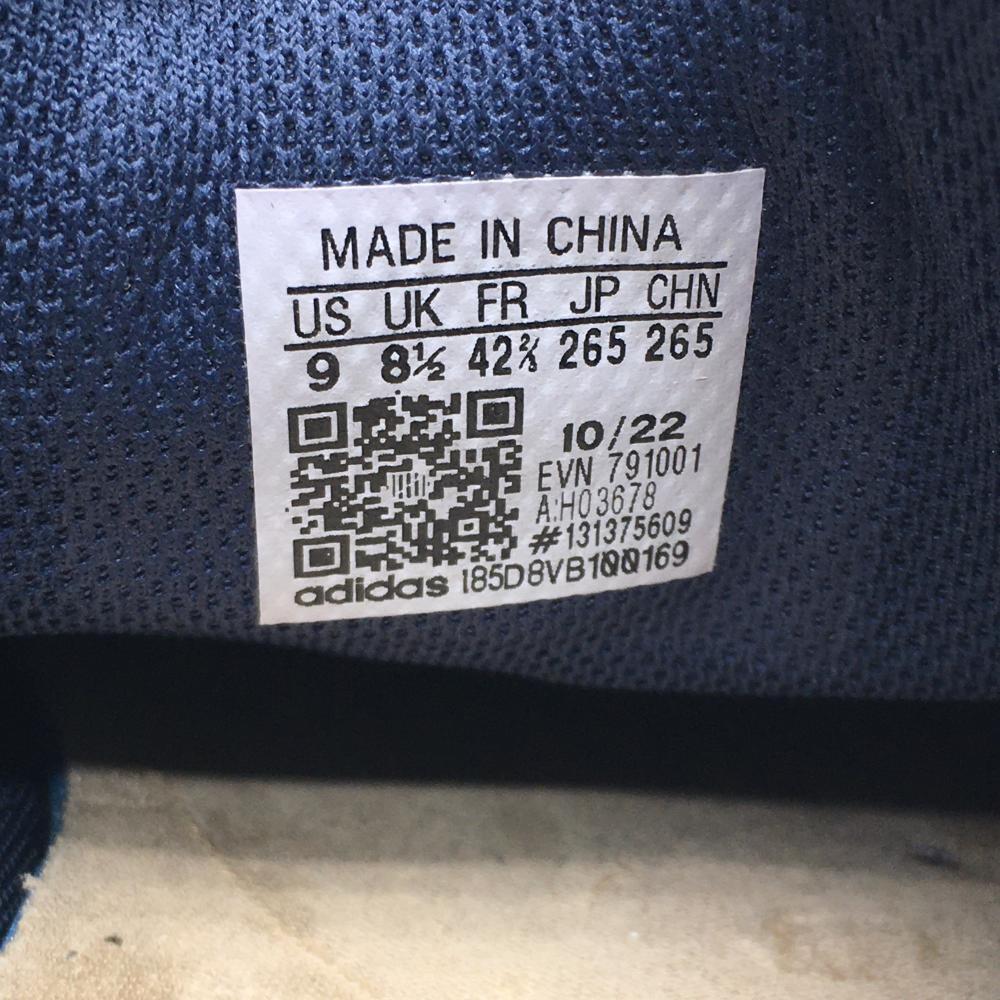 MADE IN CHINA
US UK FR JP CHN
9 8½ 42⅔ 265 265
10/22
EVN 791001
A:H03678
#131375609
adidas 185D8VB100169